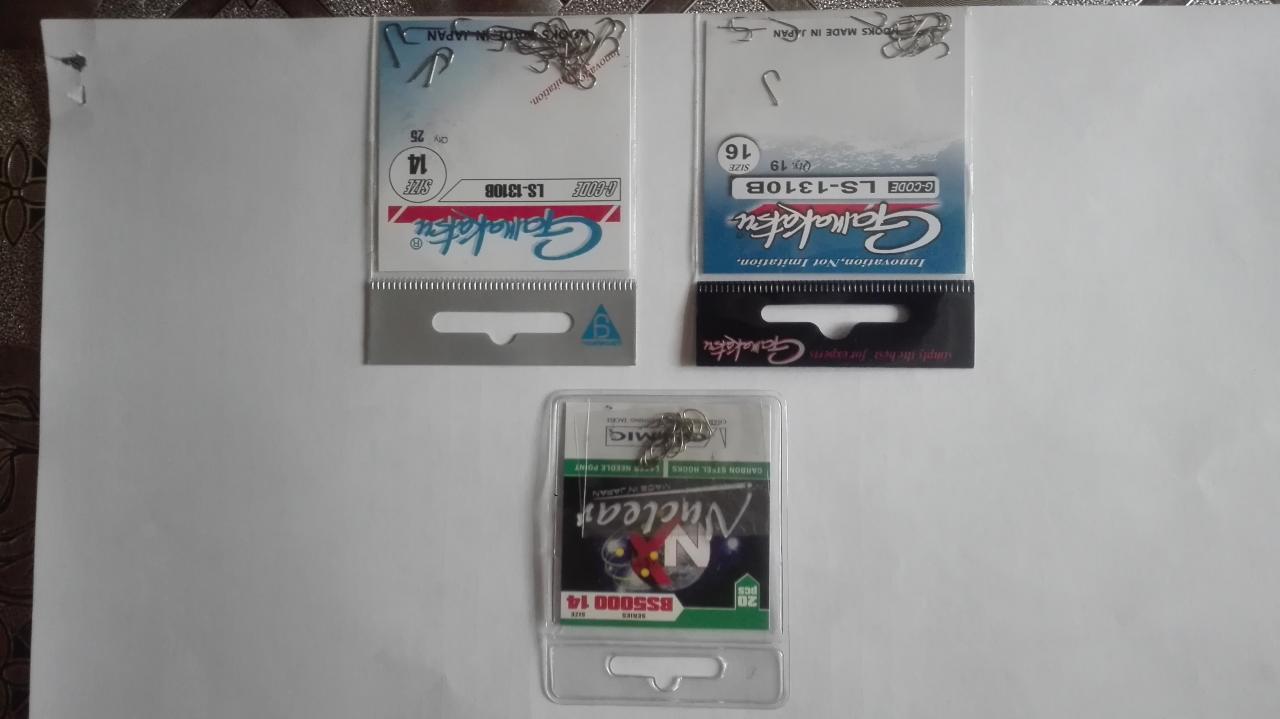 Gamakatsu®
G-CODE LS-1310B
SIZE 14
Qty. 25
Innovation
Imitation.
HOOKS MADE IN JAPAN
simply the best for experts Gamakatsu
Innovation, Not Imitation.
Gamakatsu
G-CODE LS-1310B
Qty. 19 SIZE 16
HOOKS MADE IN JAPAN
SERIES SIZE
20 pcs BS5000 14
NX
Nuclear
MADE IN JAPAN
CARBON STEEL HOOKS LASER NEEDLE POINT